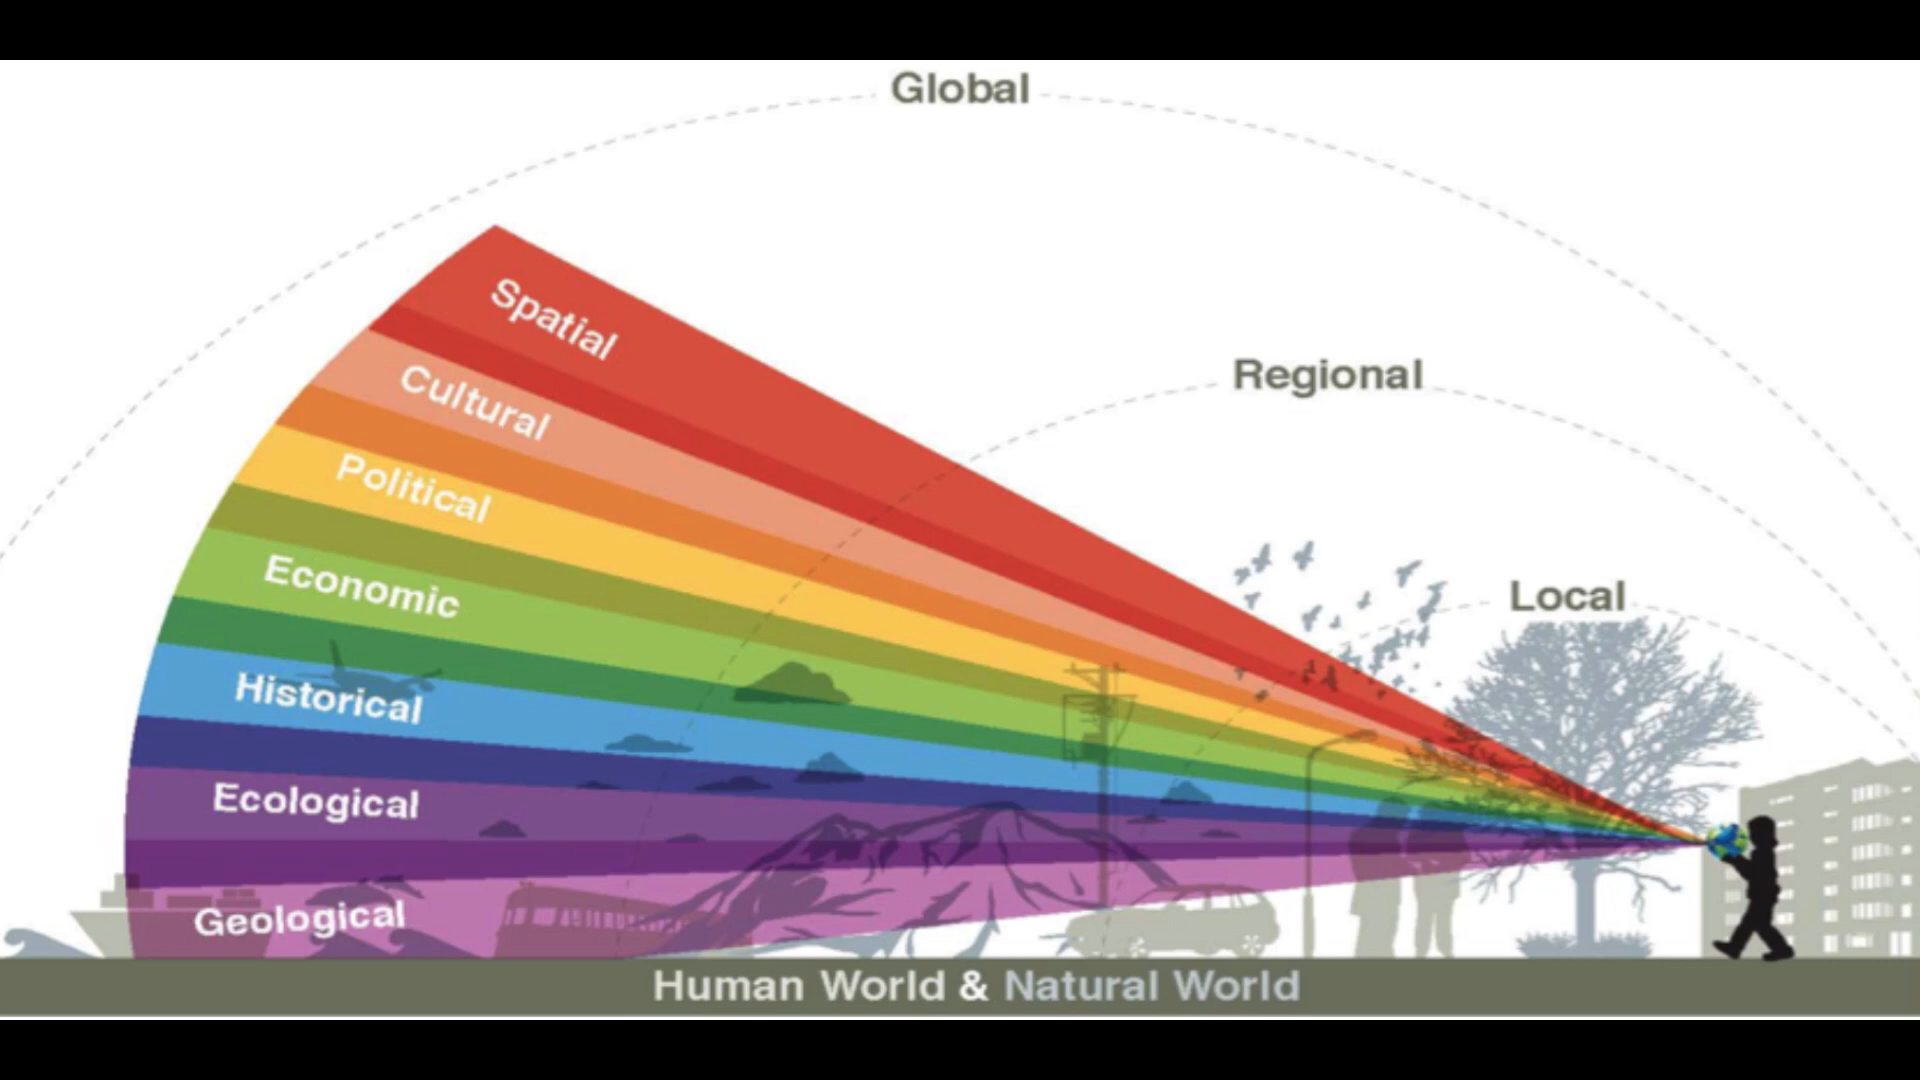 Global
Regional
Local
Spatial
Cultural
Political
Economic
Historical
Ecological
Geological
Human World & Natural World